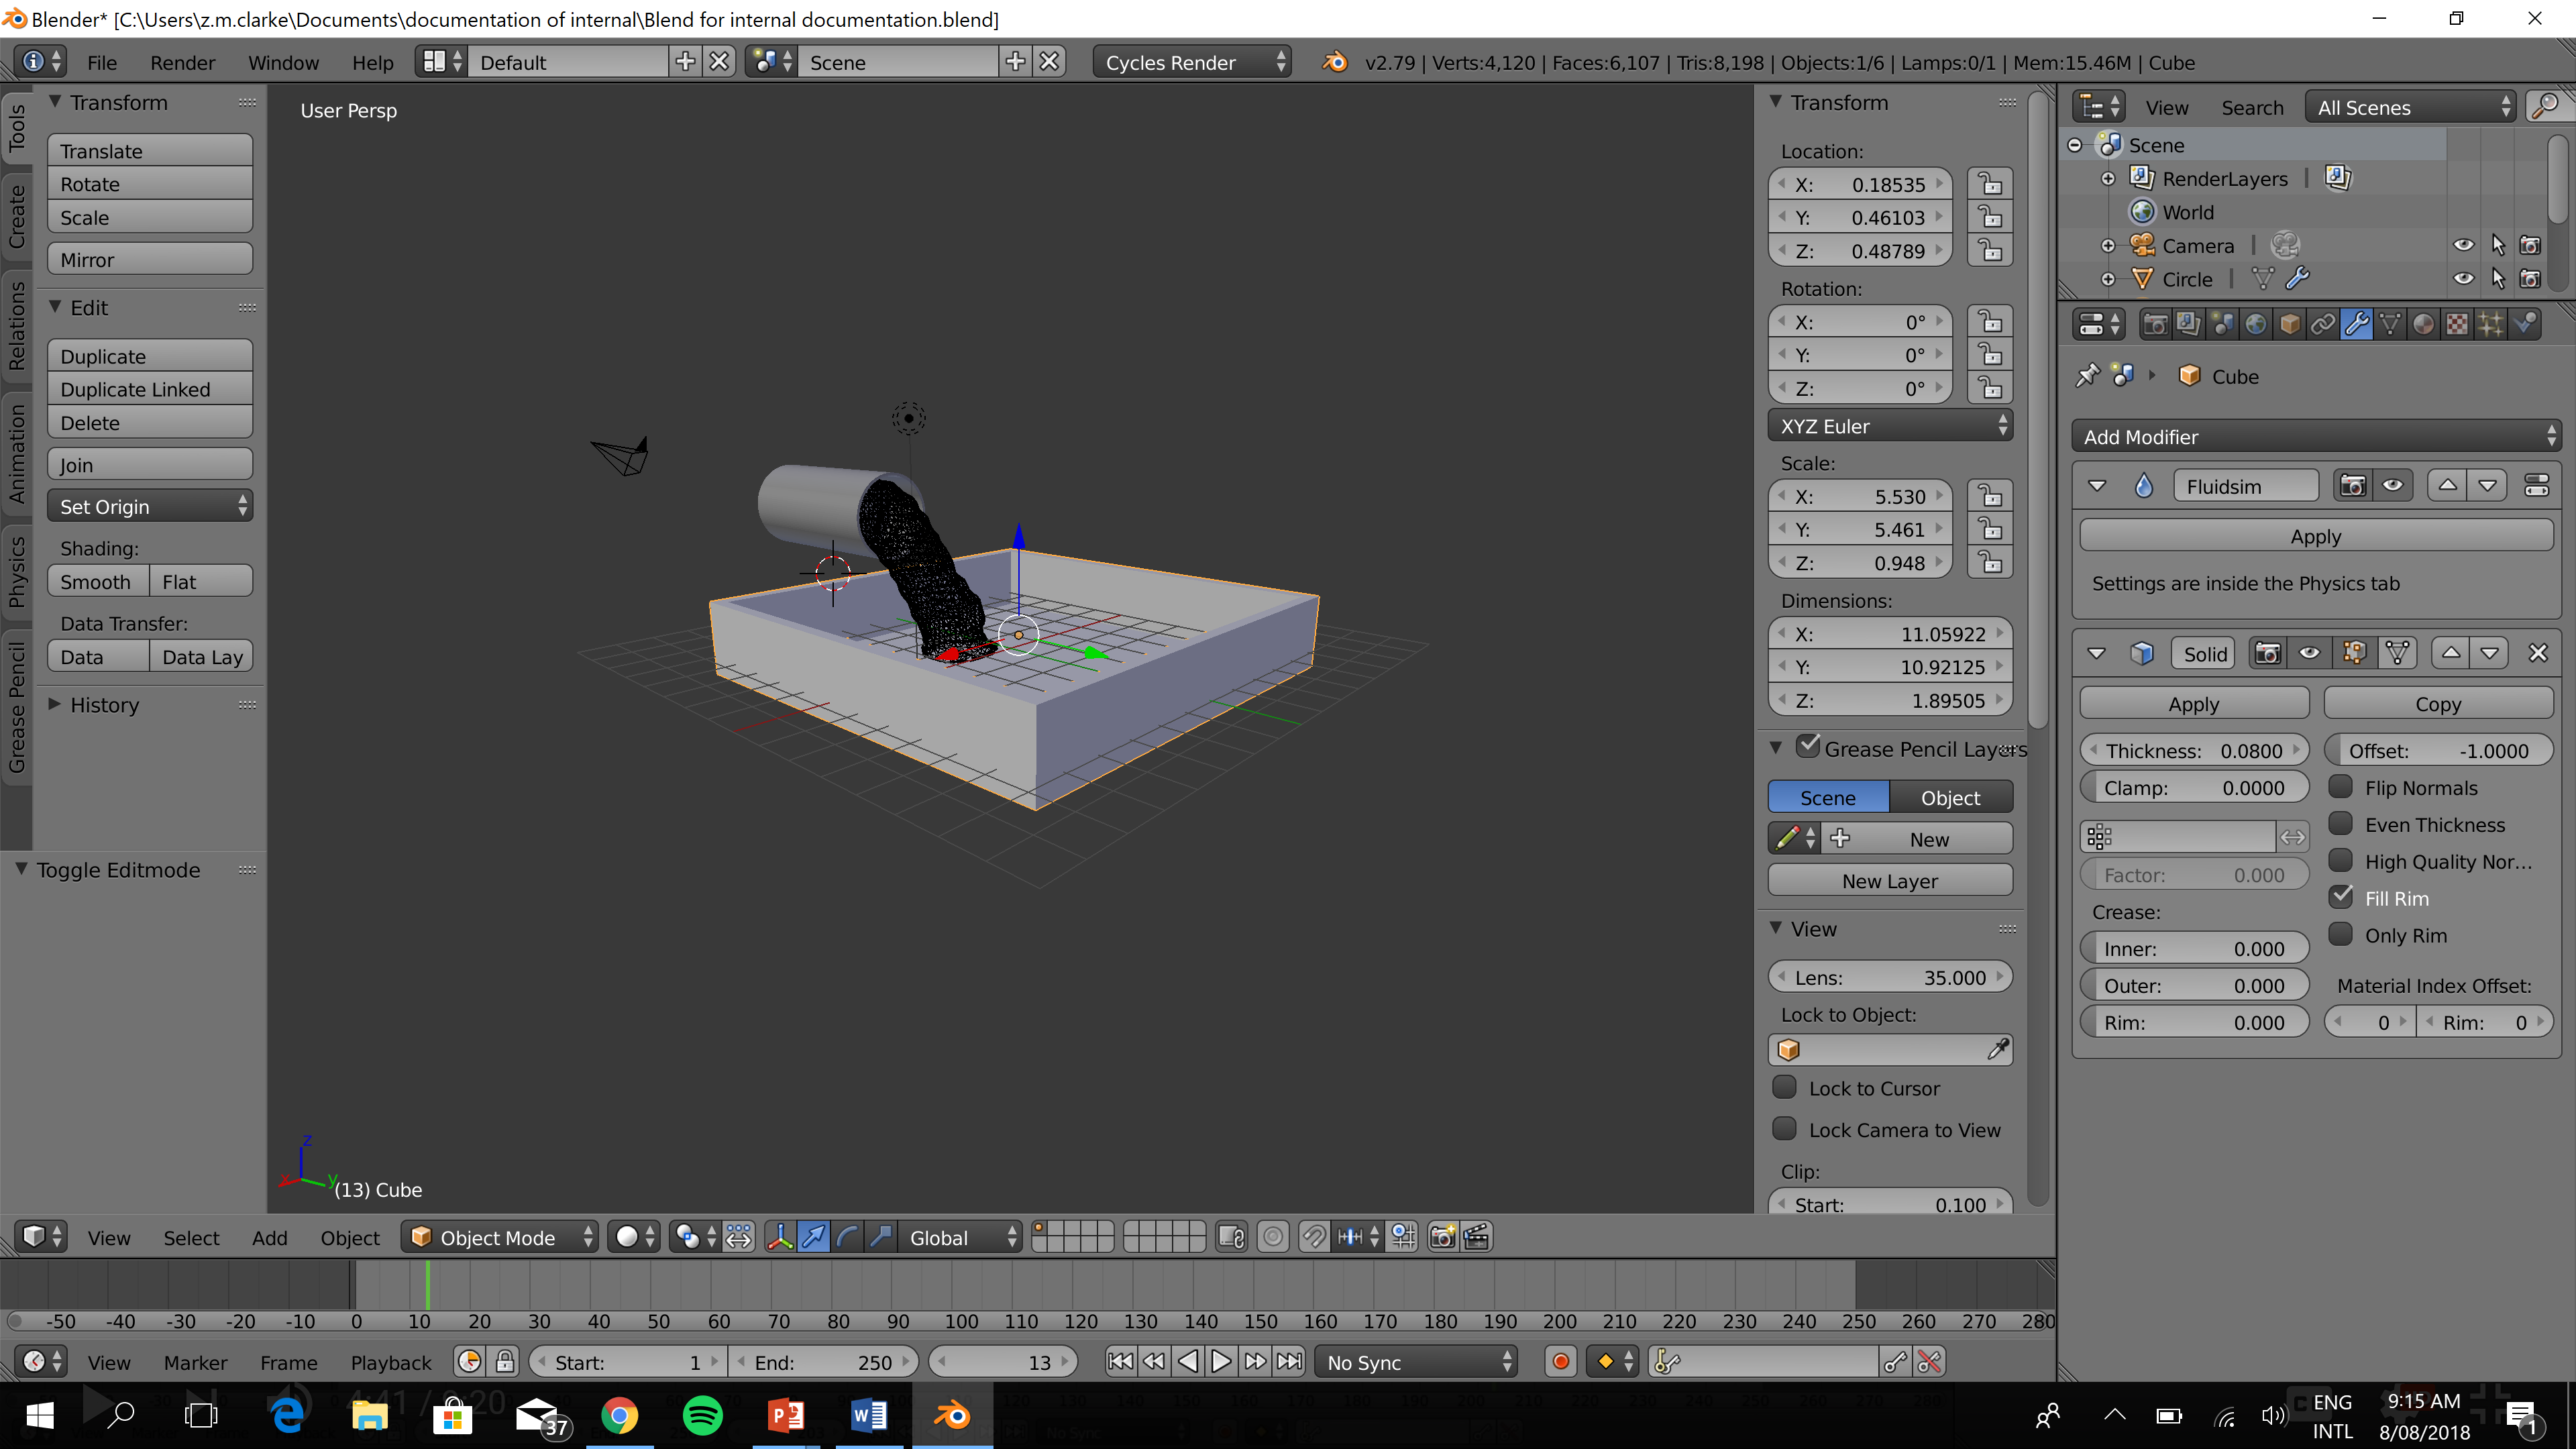 Blender* [C:\Users\z.m.clarke\Documents\documentation of internal\Blend for internal documentation.blend]
File Render Window Help Default Scene Cycles Render v2.79 | Verts:4,120 | Faces:6,107 | Tris:8,198 | Objects:1/6 | Lamps:0/1 | Mem:15.46M | Cube
Tools
Create
Relations
Animation
Physics
Grease Pencil
Transform
Translate
Rotate
Scale
Mirror
Edit
Duplicate
Duplicate Linked
Delete
Join
Set Origin
Shading:
Smooth Flat
Data Transfer:
Data Data Lay
History
Toggle Editmode
User Persp
z
x
y
(13) Cube
Transform
Location:
X: 0.18535
Y: 0.46103
Z: 0.48789
Rotation:
X: 0°
Y: 0°
Z: 0°
XYZ Euler
Scale:
X: 5.530
Y: 5.461
Z: 0.948
Dimensions:
X: 11.05922
Y: 10.92125
Z: 1.89505
Grease Pencil Layers
Scene Object
New
New Layer
View
Lens: 35.000
Lock to Object:
Lock to Cursor
Lock Camera to View
Clip:
Start: 0.100
View Search All Scenes
Scene
RenderLayers |
World
Camera |
Circle |
Cube
Add Modifier
Fluidsim
Apply
Settings are inside the Physics tab
Solid
Apply Copy
Thickness: 0.0800 Offset: -1.0000
Clamp: 0.0000 Flip Normals
Even Thickness
High Quality Nor...
Factor: 0.000
Fill Rim
Crease:
Only Rim
Inner: 0.000
Outer: 0.000 Material Index Offset:
Rim: 0.000 0 Rim: 0
View Select Add Object Object Mode Global
-50 -40 -30 -20 -10 0 10 20 30 40 50 60 70 80 90 100 110 120 130 140 150 160 170 180 190 200 210 220 230 240 250 260 270 280
View Marker Frame Playback Start: 1 End: 250 13 No Sync
37
ENG
INTL
9:15 AM
8/08/2018
1